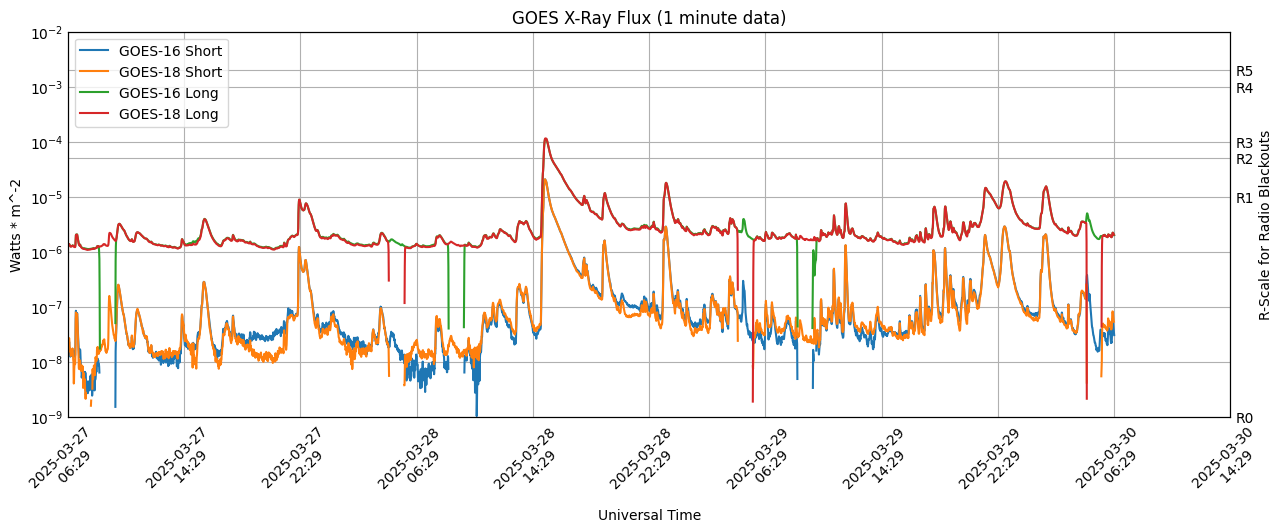 GOES X-Ray Flux (1 minute data)
GOES-16 Short
GOES-18 Short
GOES-16 Long
GOES-18 Long
Watts * m^-2
10^-2
10^-3
10^-4
10^-5
10^-6
10^-7
10^-8
10^-9
R5
R4
R3
R2
R1
R0
R-Scale for Radio Blackouts
2025-03-27
06:29
2025-03-27
14:29
2025-03-27
22:29
2025-03-28
06:29
2025-03-28
14:29
2025-03-28
22:29
2025-03-29
06:29
2025-03-29
14:29
2025-03-29
22:29
2025-03-30
06:29
2025-03-30
14:29
Universal Time